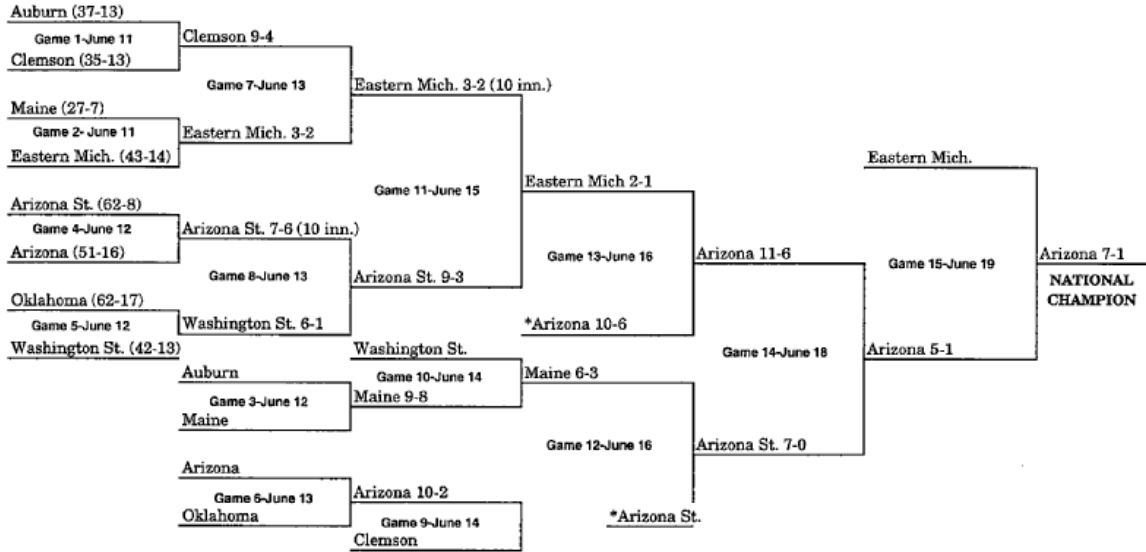 Auburn (37-13)
Game 1-June 11
Clemson (35-13)
Clemson 9-4
Game 7-June 13
Maine (27-7)
Game 2- June 11
Eastern Mich. (43-14)
Eastern Mich. 3-2
Eastern Mich. 3-2 (10 inn.)
Game 11-June 15
Arizona St. (62-8)
Game 4-June 12
Arizona (51-16)
Arizona St. 7-6 (10 inn.)
Game 8-June 13
Arizona St. 9-3
Oklahoma (62-17)
Game 5-June 12
Washington St. (42-13)
Washington St. 6-1
Eastern Mich 2-1
Game 13-June 16
*Arizona 10-6
Arizona 11-6
Washington St.
Game 10-June 14
Maine 9-8
Auburn
Game 3-June 12
Maine
Maine 6-3
Game 12-June 16
Arizona
Game 6-June 13
Oklahoma
Arizona 10-2
Game 9-June 14
Clemson
*Arizona St.
Arizona St. 7-0
Game 14-June 18
Eastern Mich.
Game 15-June 19
Arizona 5-1
Arizona 7-1
NATIONAL
CHAMPION